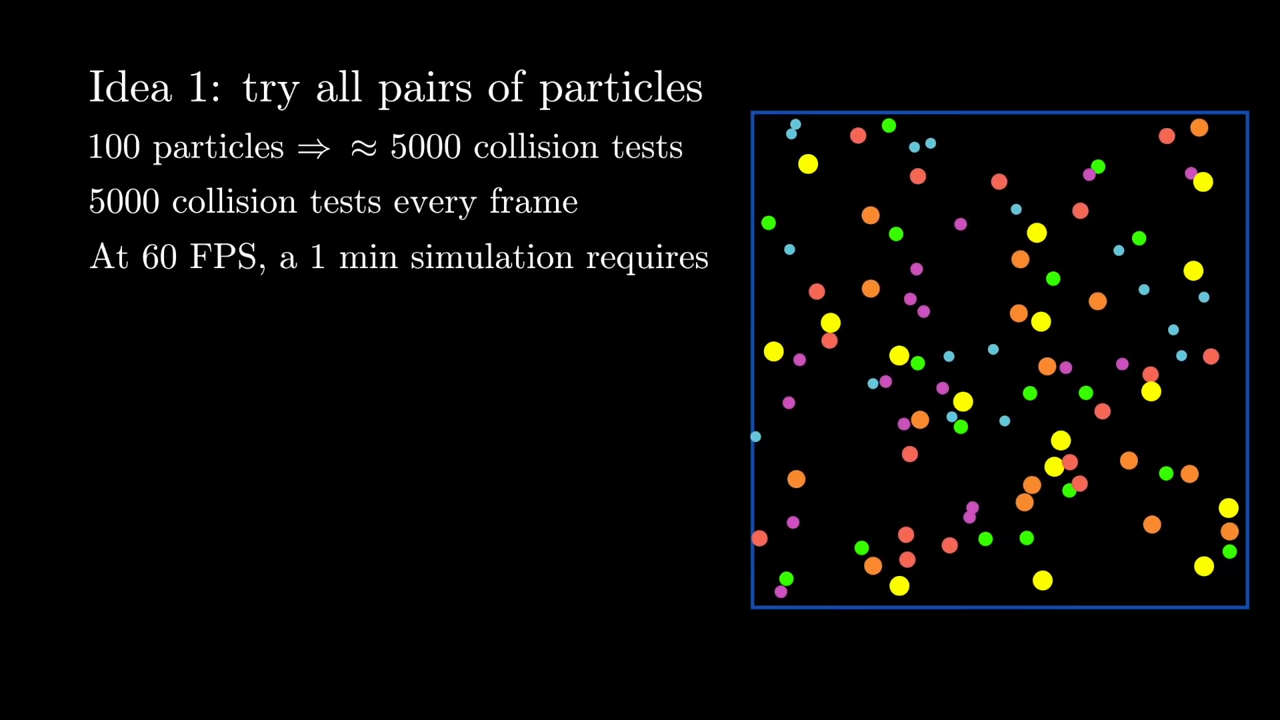 Idea 1: try all pairs of particles
100 particles ⇒ ≈ 5000 collision tests
5000 collision tests every frame
At 60 FPS, a 1 min simulation requires